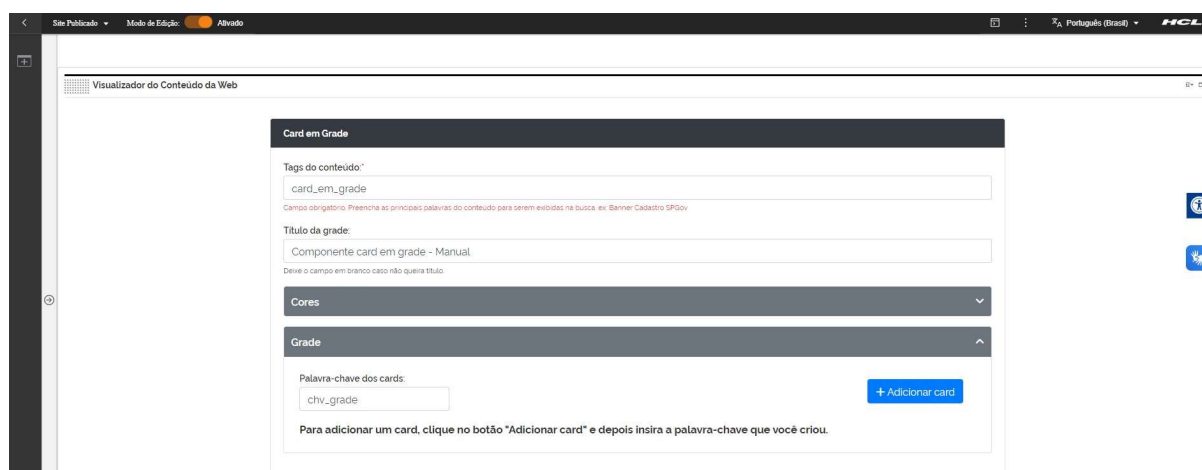 Site Publicado Modo de Edição: Ativado Português (Brasil) HCL
Visualizador do Conteúdo da Web
Card em Grade
Tags do conteúdo:*
card_em_grade
Campo obrigatório. Preencha as principais palavras do conteúdo para serem exibidas na busca. ex: Banner Cadastro SPGov
Título da grade:
Componente card em grade - Manual
Deixe o campo em branco caso não queira título.
Cores
Grade
Palavra-chave dos cards:
chv_grade
+ Adicionar card
Para adicionar um card, clique no botão "Adicionar card" e depois insira a palavra-chave que você criou.